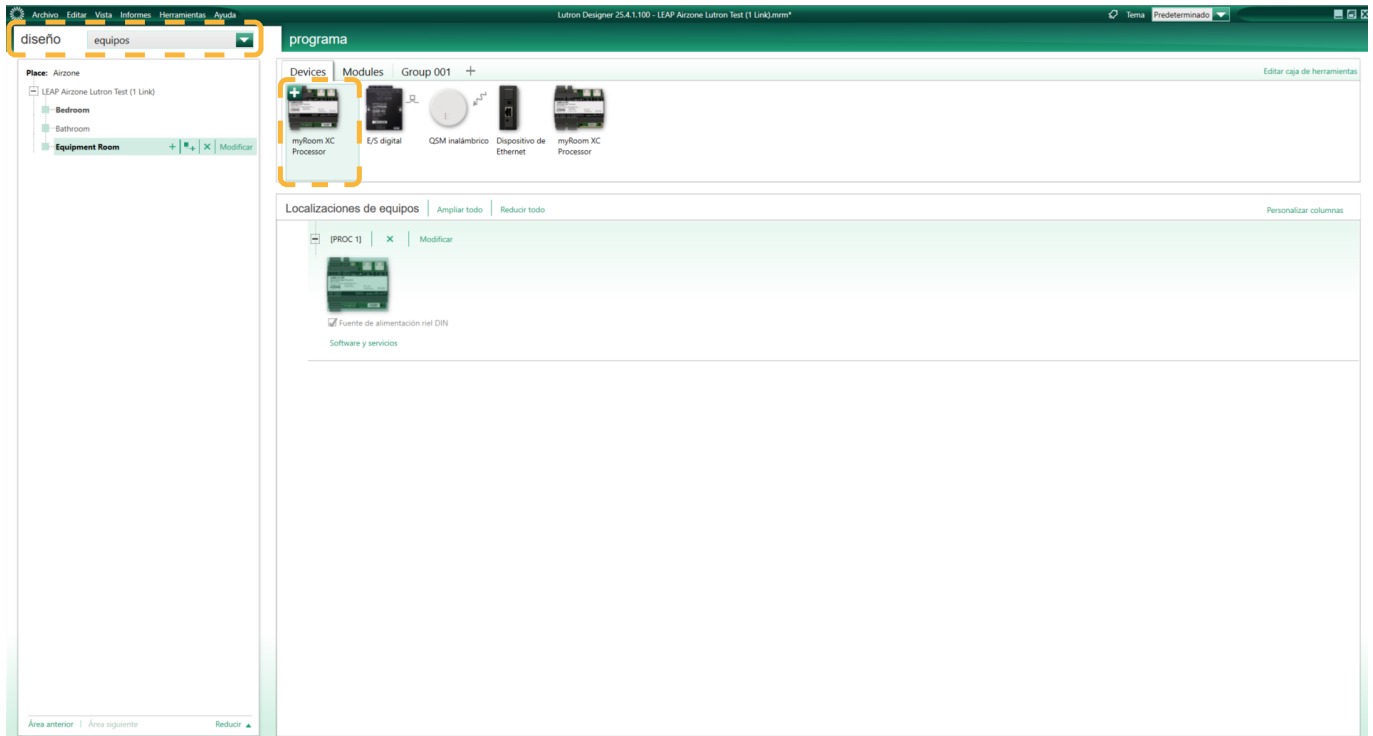 Archivo Editar Vista Informes Herramientas Ayuda
Lutron Designer 25.4.1.100 - LEAP Airzone Lutron Test (1 Link).mrm*
Tema Predeterminado
diseño equipos
programa
Place: Airzone
LEAP Airzone Lutron Test (1 Link)
Bedroom
Bathroom
Equipment Room + + × Modificar
Devices Modules Group 001 +
Editar caja de herramientas
myRoom XC
Processor
E/S digital
QSM inalámbrico
Dispositivo de
Ethernet
myRoom XC
Processor
Localizaciones de equipos Ampliar todo Reducir todo
Personalizar columnas
[PROC 1] × Modificar
Fuente de alimentación riel DIN
Software y servicios
Área anterior Área siguiente Reducir